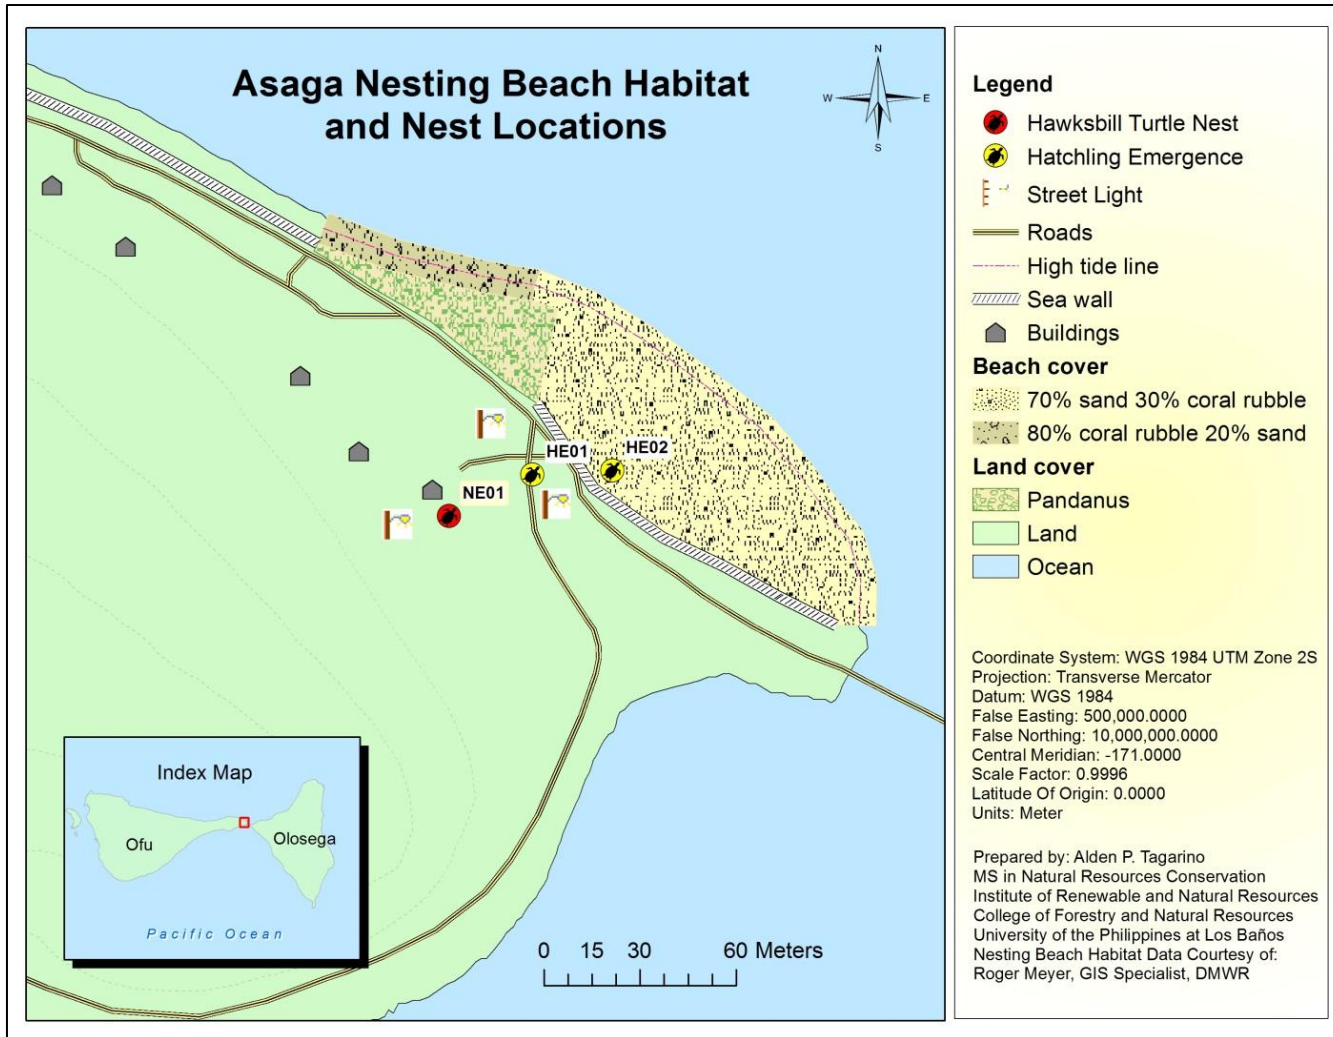 Asaga Nesting Beach Habitat
and Nest Locations
N
W
E
S
HE01
HE02
NE01
Index Map
Ofu
Olosega
Pacific Ocean
0 15 30 60 Meters
Legend
Hawksbill Turtle Nest
Hatchling Emergence
Street Light
Roads
High tide line
Sea wall
Buildings
Beach cover
70% sand 30% coral rubble
80% coral rubble 20% sand
Land cover
Pandanus
Land
Ocean
Coordinate System: WGS 1984 UTM Zone 2S
Projection: Transverse Mercator
Datum: WGS 1984
False Easting: 500,000.0000
False Northing: 10,000,000.0000
Central Meridian: -171.0000
Scale Factor: 0.9996
Latitude Of Origin: 0.0000
Units: Meter
Prepared by: Alden P. Tagarino
MS in Natural Resources Conservation
Institute of Renewable and Natural Resources
College of Forestry and Natural Resources
University of the Philippines at Los Baños
Nesting Beach Habitat Data Courtesy of:
Roger Meyer, GIS Specialist, DMWR